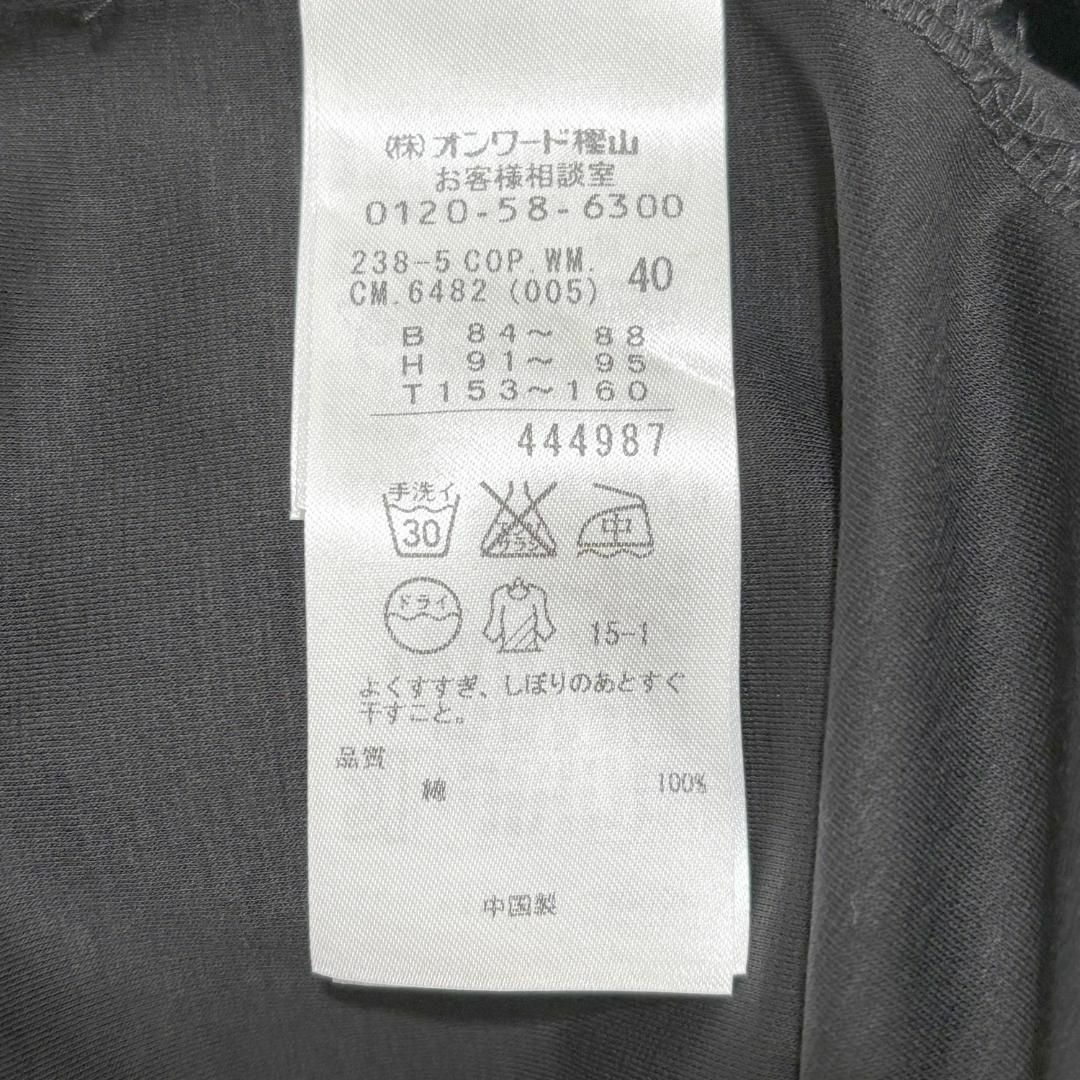 (株)オンワード樫山
お客様相談室
0120-58-6300
238-5 COP.WM. 40
CM.6482 (005)
B 84～ 88
H 91～ 95
T153～160
444987
手洗イ
30
中
ドライ
15-1
よくすすぎ、しぼりのあとすぐ
干すこと。
品質
綿 100%
中国製